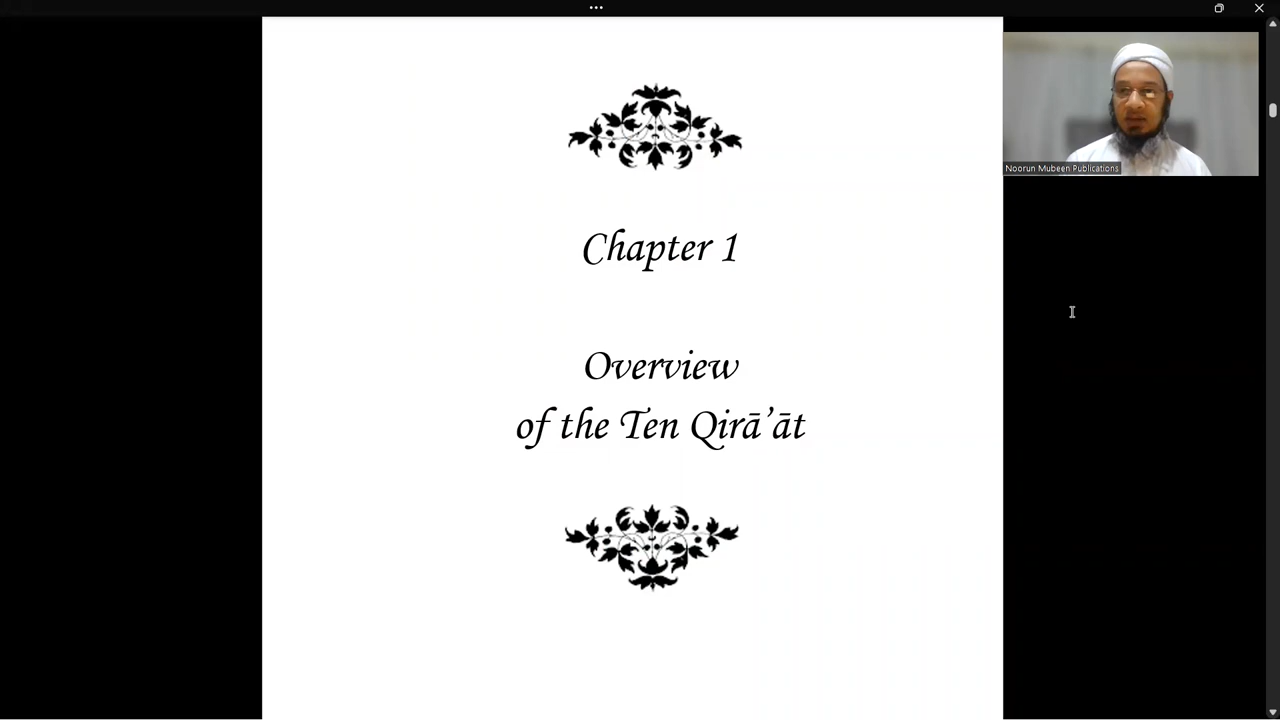 Chapter 1
Overview
of the Ten Qirā’āt
Noorun Mubeen Publications